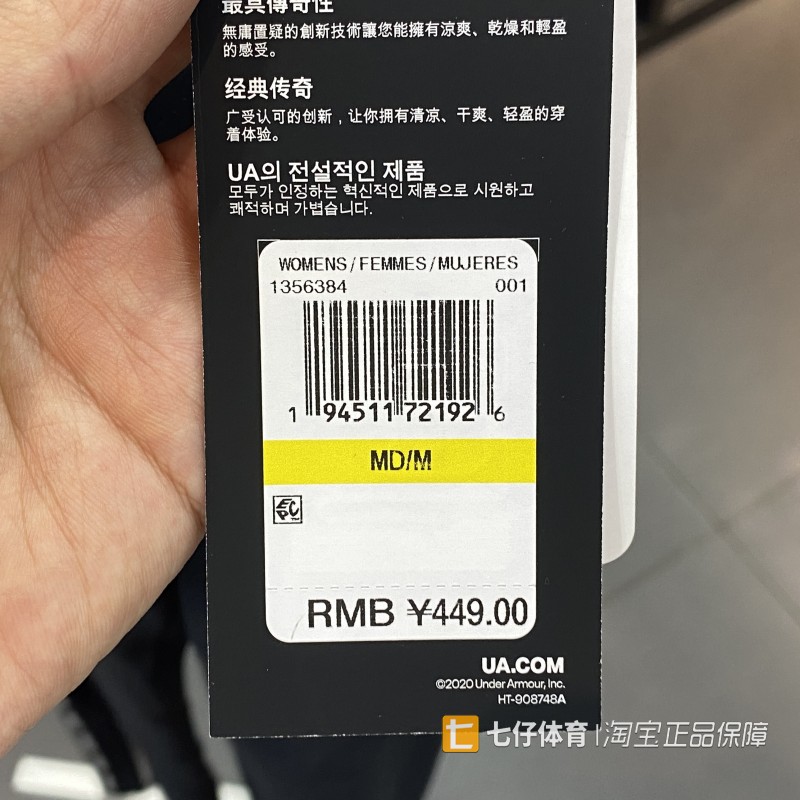 最具傳奇性
無庸置疑的創新技術讓您能擁有涼爽、乾燥和輕盈
的感受。
经典传奇
广受认可的创新，让你拥有清凉、干爽、轻盈的穿
着体验。
UA의 전설적인 제품
모두가 인정하는 혁신적인 제품으로 시원하고
쾌적하며 가볍습니다.
WOMENS/FEMMES/MUJERES
1356384 001
1 94511 72192 6
MD/M
EPC
RMB ¥449.00
UA.COM
©2020 Under Armour, Inc.
HT-908748A
七仔体育 | 淘宝正品保障